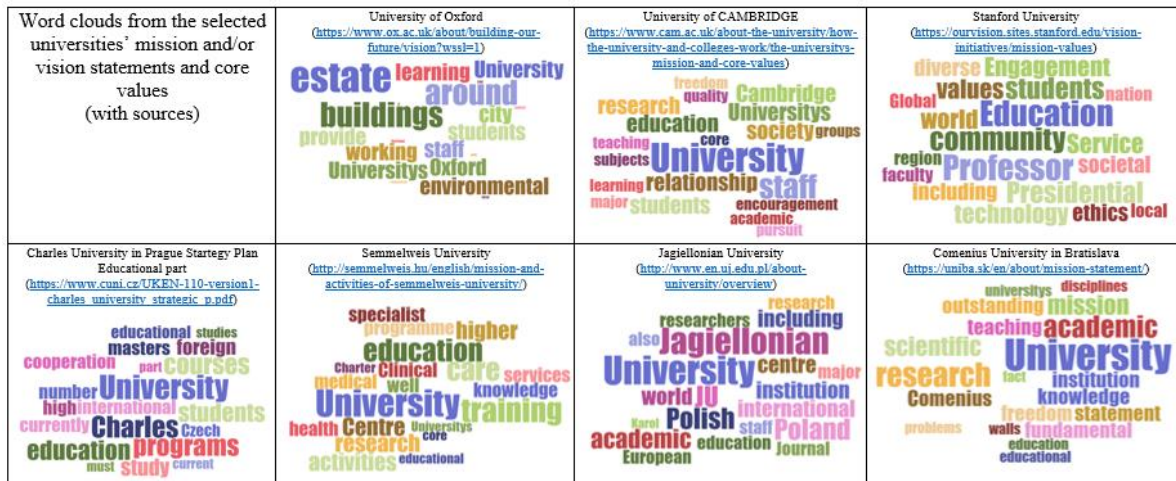 Word clouds from the selected
universities' mission and/or
vision statements and core
values
(with sources)
University of Oxford
(https://www.ox.ac.uk/about/building-our-
future/vision?wssl=1)
estate learning University
around
buildings city
provide students
working staff
Universitys Oxford
environmental
University of CAMBRIDGE
(https://www.cam.ac.uk/about-the-university/how-
the-university-and-colleges-work/the-universitys-
mission-and-core-values)
freedom
quality Cambridge
research Universitys
education society groups
teaching core
subjects University
learning relationship staff
major students encouragement
academic
pursuit
Stanford University
(https://ourvision.sites.stanford.edu/vision-
initiatives/mission-values)
diverse Engagement
values students nation
Global
world Education
community Service
region
faculty Professor societal
including Presidential
technology ethics local
Charles University in Prague Startegy Plan
Educational part
(https://www.cuni.cz/UKEN-110-version1-
charles_university_strategic_p.pdf)
educational studies
masters foreign
cooperation part courses
number University
high international students
currently Charles Czech
education programs
must study current
Semmelweis University
(http://semmelweis.hu/english/mission-and-
activities-of-semmelweis-university/)
specialist
programme higher
education
Charter Clinical care services
medical well knowledge
University training
health Centre Universitys
research core
activities educational
Jagiellonian University
(http://www.en.uj.edu.pl/about-
university/overview)
research
researchers including
also Jagiellonian
University centre major
world JU institution
Karol Polish international
staff Poland
academic education Journal
European
Comenius University in Bratislava
(https://uniba.sk/en/about/mission-statement/)
universitys disciplines
outstanding mission
teaching academic
scientific University
research fact institution
Comenius knowledge
freedom statement
problems walls fundamental
education
educational